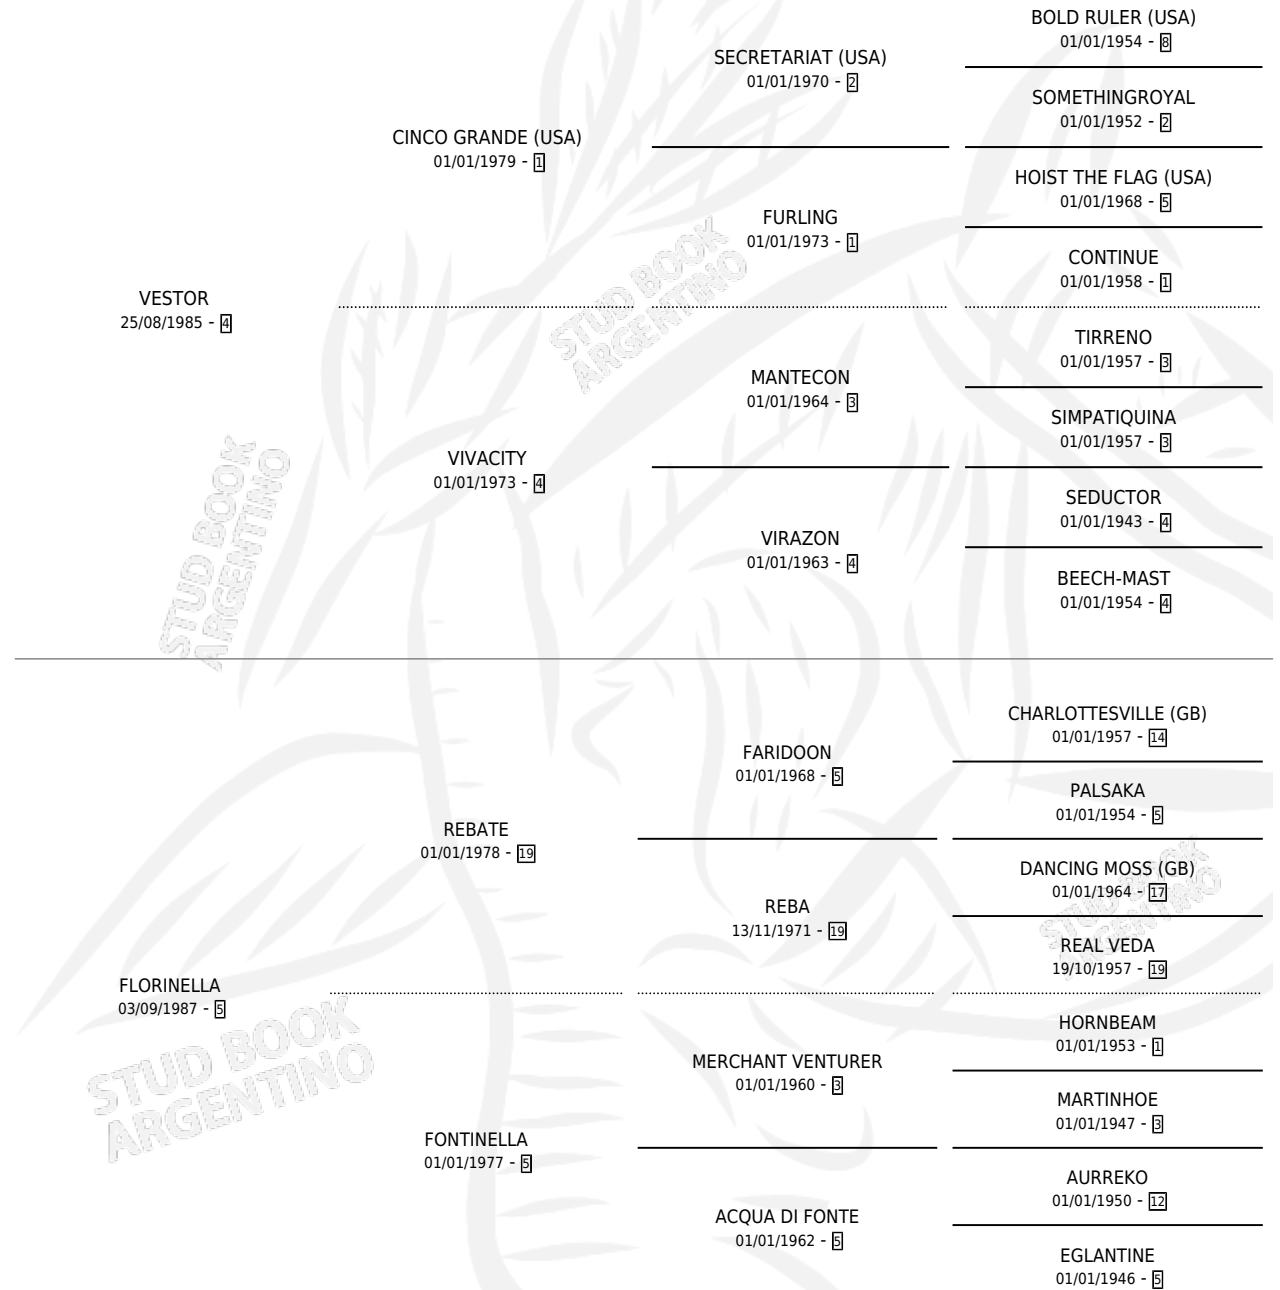 BOLD RULER (USA)
01/01/1954 - 8
SECRETARIAT (USA)
01/01/1970 - 2
SOMETHINGROYAL
01/01/1952 - 2
CINCO GRANDE (USA)
01/01/1979 - 1
HOIST THE FLAG (USA)
01/01/1968 - 5
FURLING
01/01/1973 - 1
CONTINUE
01/01/1958 - 1
VESTOR
25/08/1985 - 4
TIRRENO
01/01/1957 - 3
MANTECON
01/01/1964 - 3
SIMPATIQUINA
01/01/1957 - 3
VIVACITY
01/01/1973 - 4
SEDUCTOR
01/01/1943 - 4
VIRAZON
01/01/1963 - 4
BEECH-MAST
01/01/1954 - 4
CHARLOTTESVILLE (GB)
01/01/1957 - 14
FARIDOON
01/01/1968 - 5
PALSAKA
01/01/1954 - 5
REBATE
01/01/1978 - 19
DANCING MOSS (GB)
01/01/1964 - 17
REBA
13/11/1971 - 19
REAL VEDA
19/10/1957 - 19
FLORINELLA
03/09/1987 - 5
HORNBEAM
01/01/1953 - 1
MERCHANT VENTURER
01/01/1960 - 3
MARTINHOE
01/01/1947 - 3
FONTINELLA
01/01/1977 - 5
AURREKO
01/01/1950 - 12
ACQUA DI FONTE
01/01/1962 - 5
EGLANTINE
01/01/1946 - 5
STUD BOOK
ARGENTINO
STUD BOOK
ARGENTINO
STUD BOOK
ARGENTINO
STUD BOOK
ARGENTINO